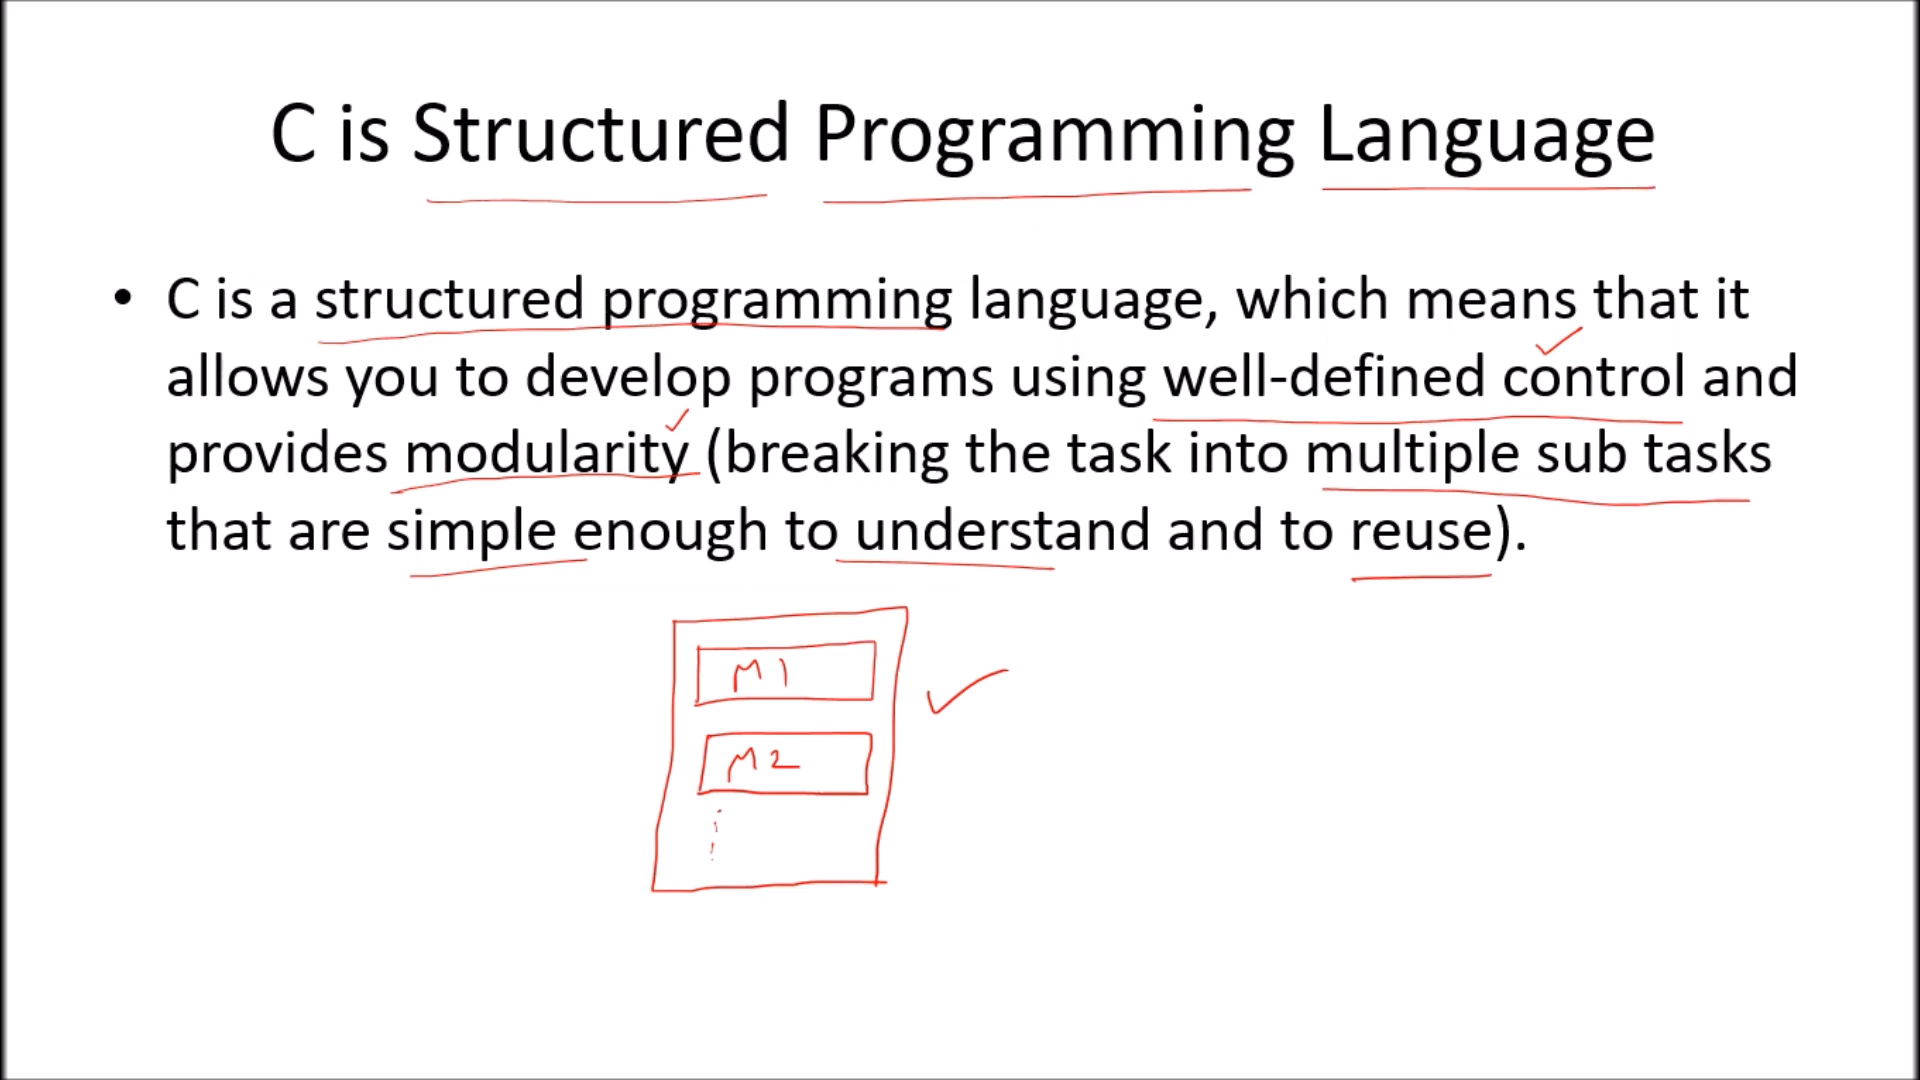 C is Structured Programming Language
• C is a structured programming language, which means that it
allows you to develop programs using well-defined control and
provides modularity (breaking the task into multiple sub tasks
that are simple enough to understand and to reuse).
M1
M2